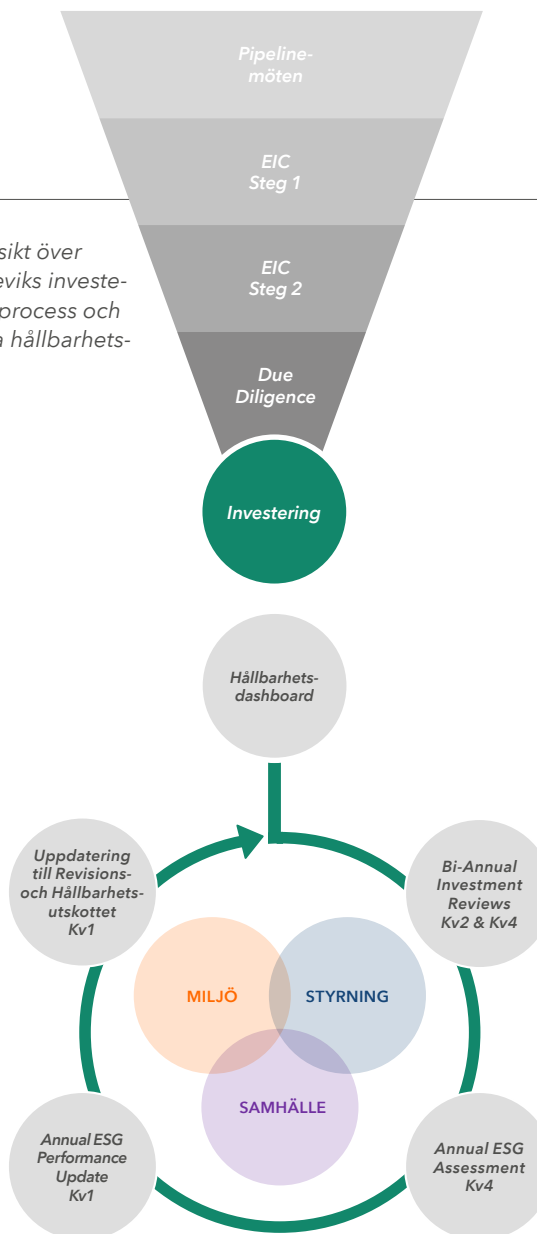 Pipeline-
möten
EIC
Steg 1
sikt över
eviks investe-
process och
a hållbarhets-
EIC
Steg 2
Due
Diligence
Investering
Hållbarhets-
dashboard
Uppdatering
till Revisions-
och Hållbarhets-
utskottet
Kv1
Bi-Annual
Investment
Reviews
Kv2 & Kv4
MILJÖ
STYRNING
SAMHÄLLE
Annual ESG
Performance
Update
Kv1
Annual ESG
Assessment
Kv4